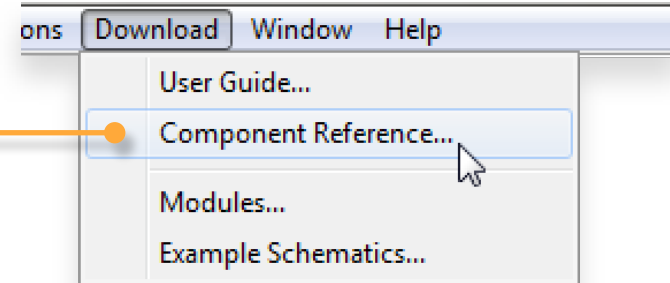 ons Download Window Help
User Guide...
Component Reference...
Modules...
Example Schematics...